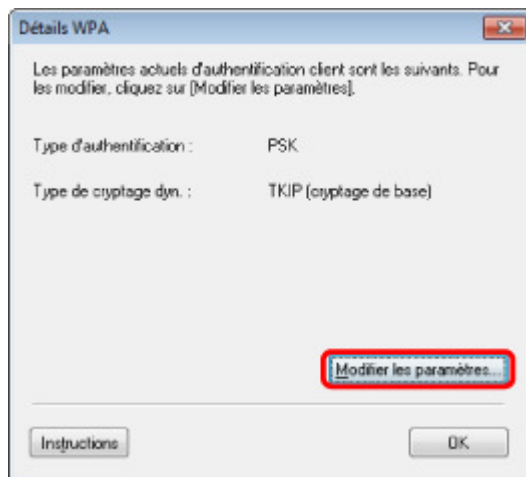 Détails WPA
Les paramètres actuels d'authentification client sont les suivants. Pour
les modifier, cliquez sur [Modifier les paramètres].
Type d'authentification : PSK
Type de cryptage dyn. : TKIP (cryptage de base)
Modifier les paramètres...
Instructions OK